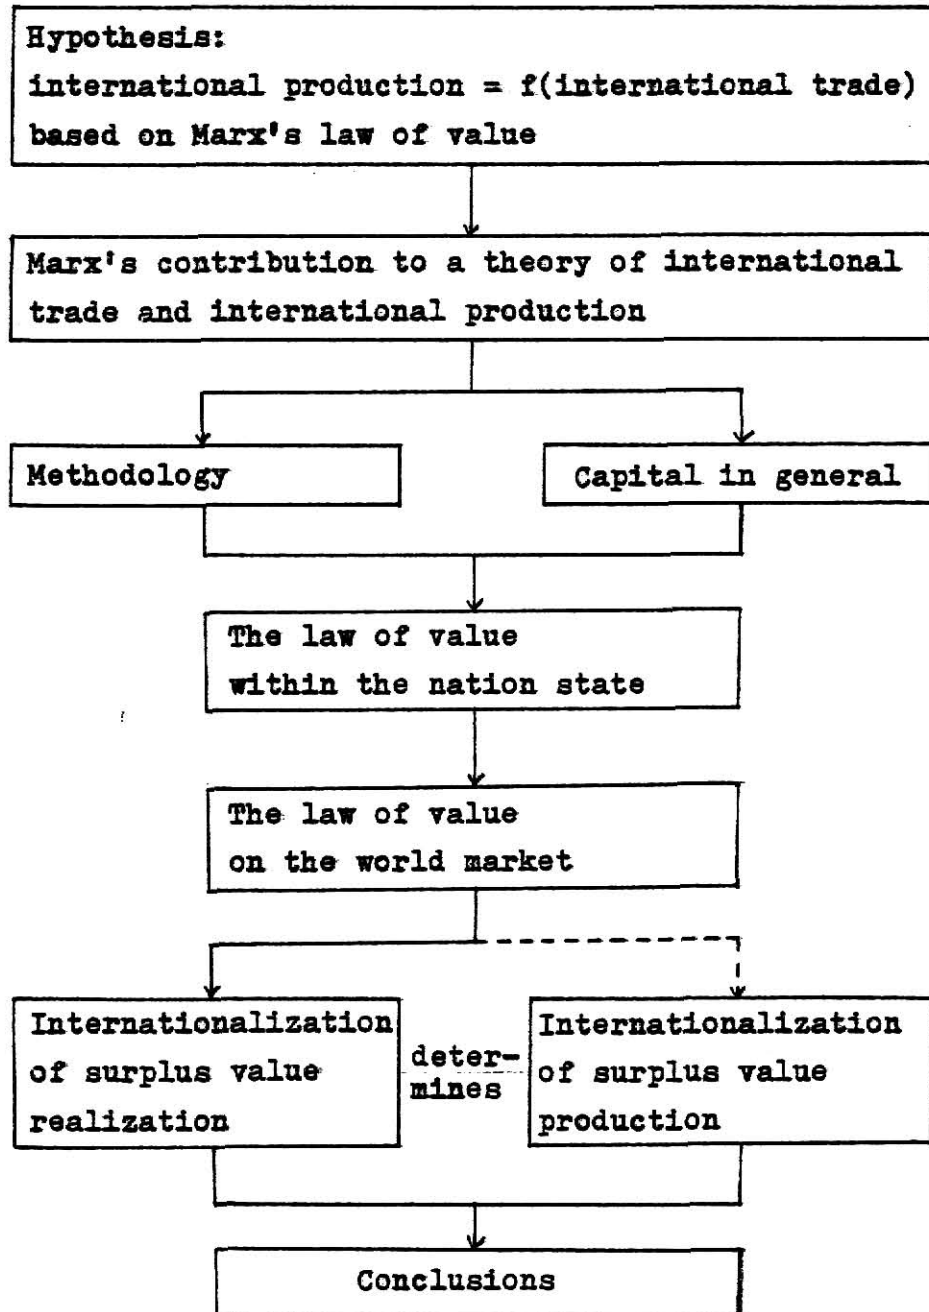 Hypothesis:
international production = f(international trade)
based on Marx's law of value
Marx's contribution to a theory of international
trade and international production
Methodology
Capital in general
The law of value
within the nation state
The law of value
on the world market
Internationalization
of surplus value
realization
deter-
mines
Internationalization
of surplus value
production
Conclusions